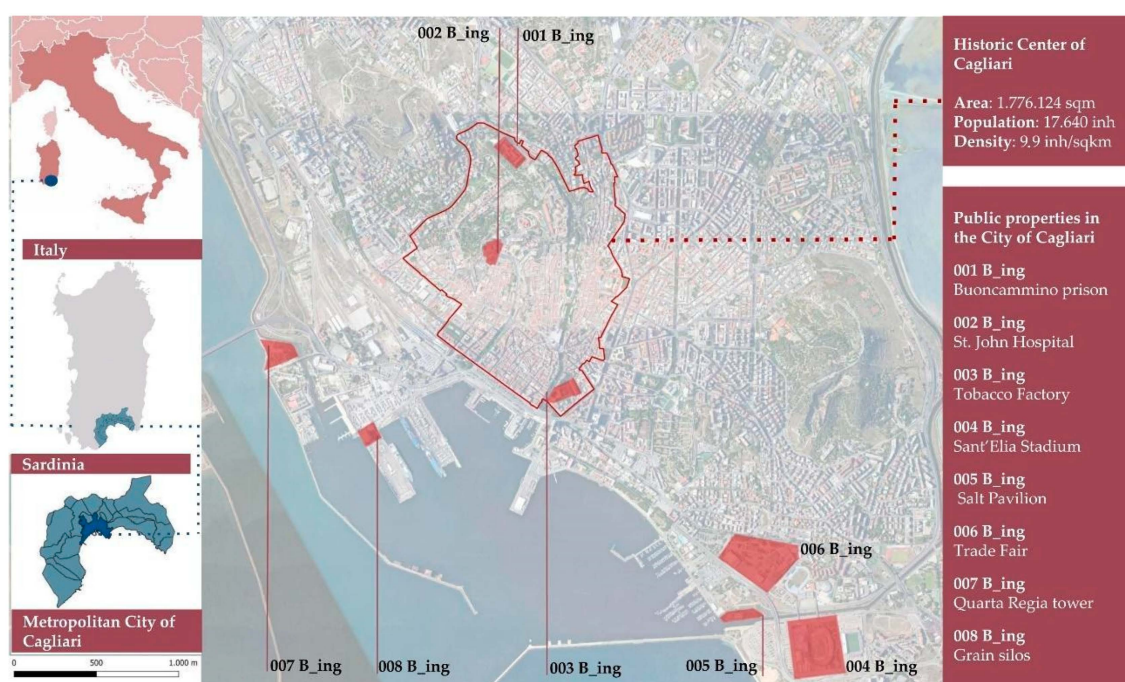 002 B_ing
001 B_ing
Italy
Sardinia
Metropolitan City of
Cagliari
0 500 1.000 m
007 B_ing
008 B_ing
003 B_ing
005 B_ing
004 B_ing
006 B_ing
Historic Center of
Cagliari
Area: 1.776.124 sqm
Population: 17.640 inh
Density: 9.9 inh/sqkm
Public properties in
the City of Cagliari
001 B_ing
Buoncammino prison
002 B_ing
St. John Hospital
003 B_ing
Tobacco Factory
004 B_ing
Sant'Elia Stadium
005 B_ing
Salt Pavilion
006 B_ing
Trade Fair
007 B_ing
Quarta Regia tower
008 B_ing
Grain silos